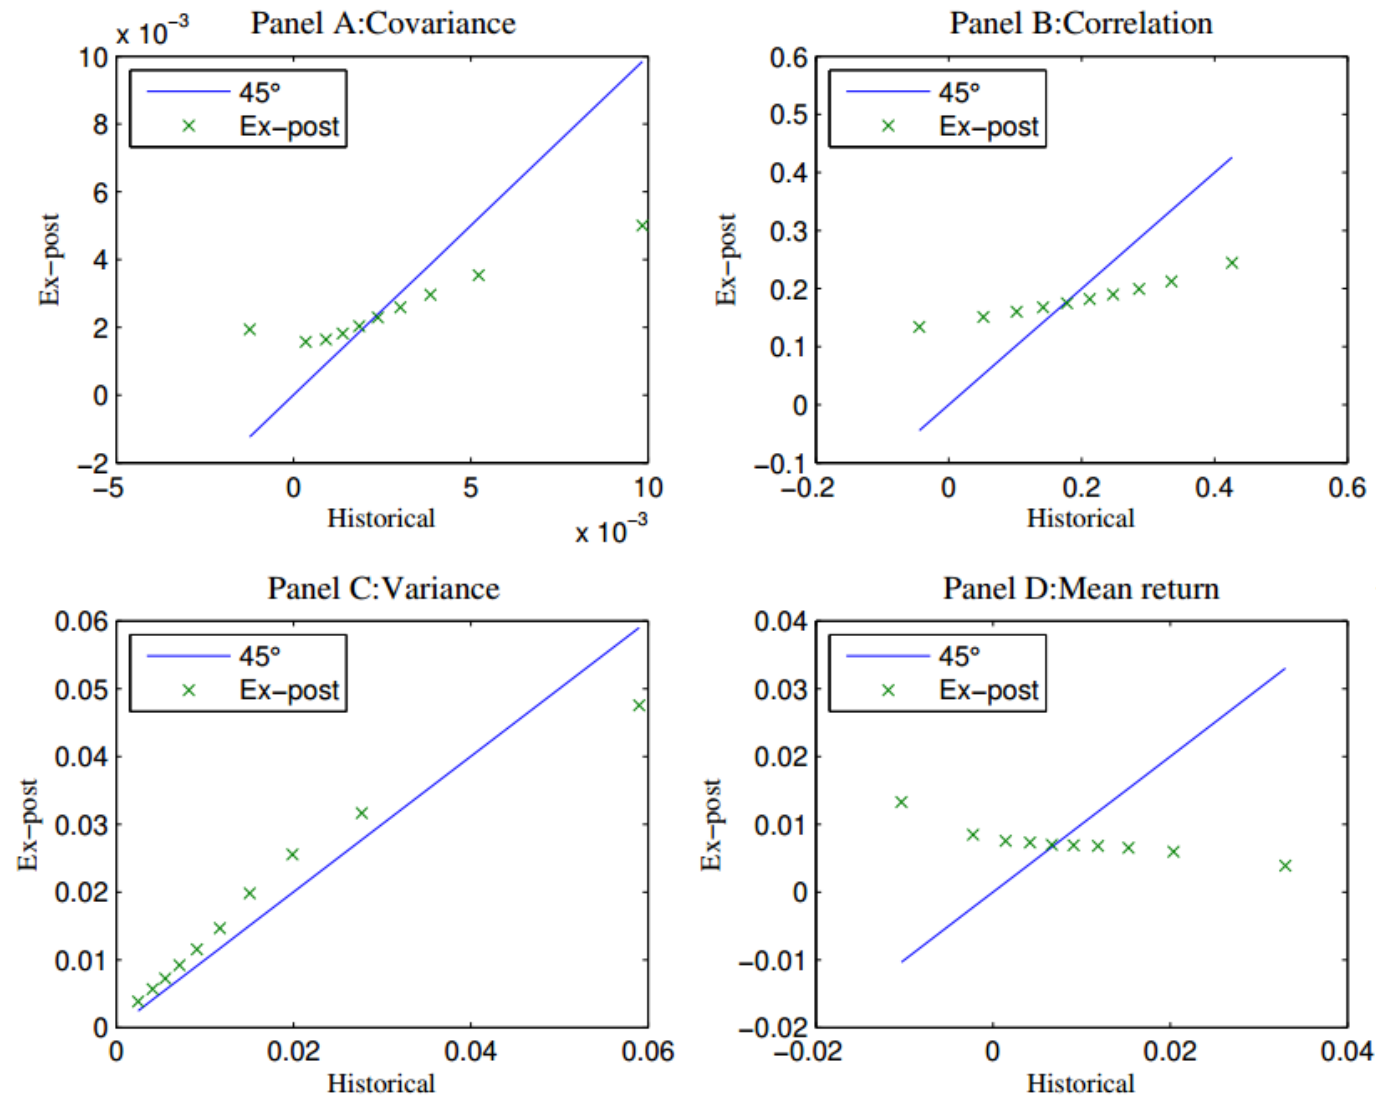 Panel A:Covariance
x 10⁻³
10
8
6
4
2
0
−2
−5
0
5
10
x 10⁻³
Ex−post
Historical
45°
Ex−post
Panel B:Correlation
0.6
0.5
0.4
0.3
0.2
0.1
0
−0.1
−0.2
0
0.2
0.4
0.6
Ex−post
Historical
45°
Ex−post
Panel C:Variance
0.06
0.05
0.04
0.03
0.02
0.01
0
0
0.02
0.04
0.06
Ex−post
Historical
45°
Ex−post
Panel D:Mean return
0.04
0.03
0.02
0.01
0
−0.01
−0.02
−0.02
0
0.02
0.04
Ex−post
Historical
45°
Ex−post